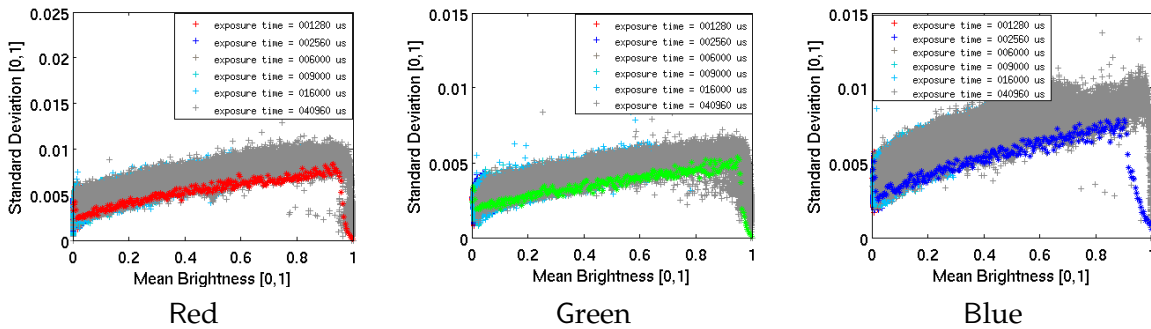 0.025
0.02
0.015
0.01
0.005
0
Standard Deviation [0,1]
exposure time = 001280 us
exposure time = 002560 us
exposure time = 006000 us
exposure time = 009000 us
exposure time = 016000 us
exposure time = 040960 us
0 0.2 0.4 0.6 0.8 1
Mean Brightness [0,1]
Red
0.015
0.01
0.005
0
Standard Deviation [0,1]
exposure time = 001280 us
exposure time = 002560 us
exposure time = 006000 us
exposure time = 009000 us
exposure time = 016000 us
exposure time = 040960 us
0 0.2 0.4 0.6 0.8 1
Mean Brightness [0,1]
Green
0.015
0.01
0.005
0
Standard Deviation [0,1]
exposure time = 001280 us
exposure time = 002560 us
exposure time = 006000 us
exposure time = 009000 us
exposure time = 016000 us
exposure time = 040960 us
0 0.2 0.4 0.6 0.8 1
Mean Brightness [0,1]
Blue